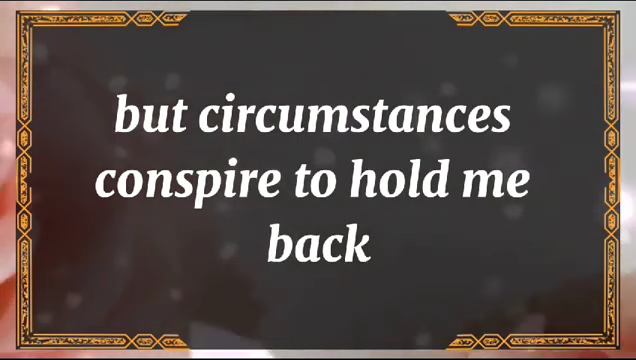 but circumstances
conspire to hold me
back